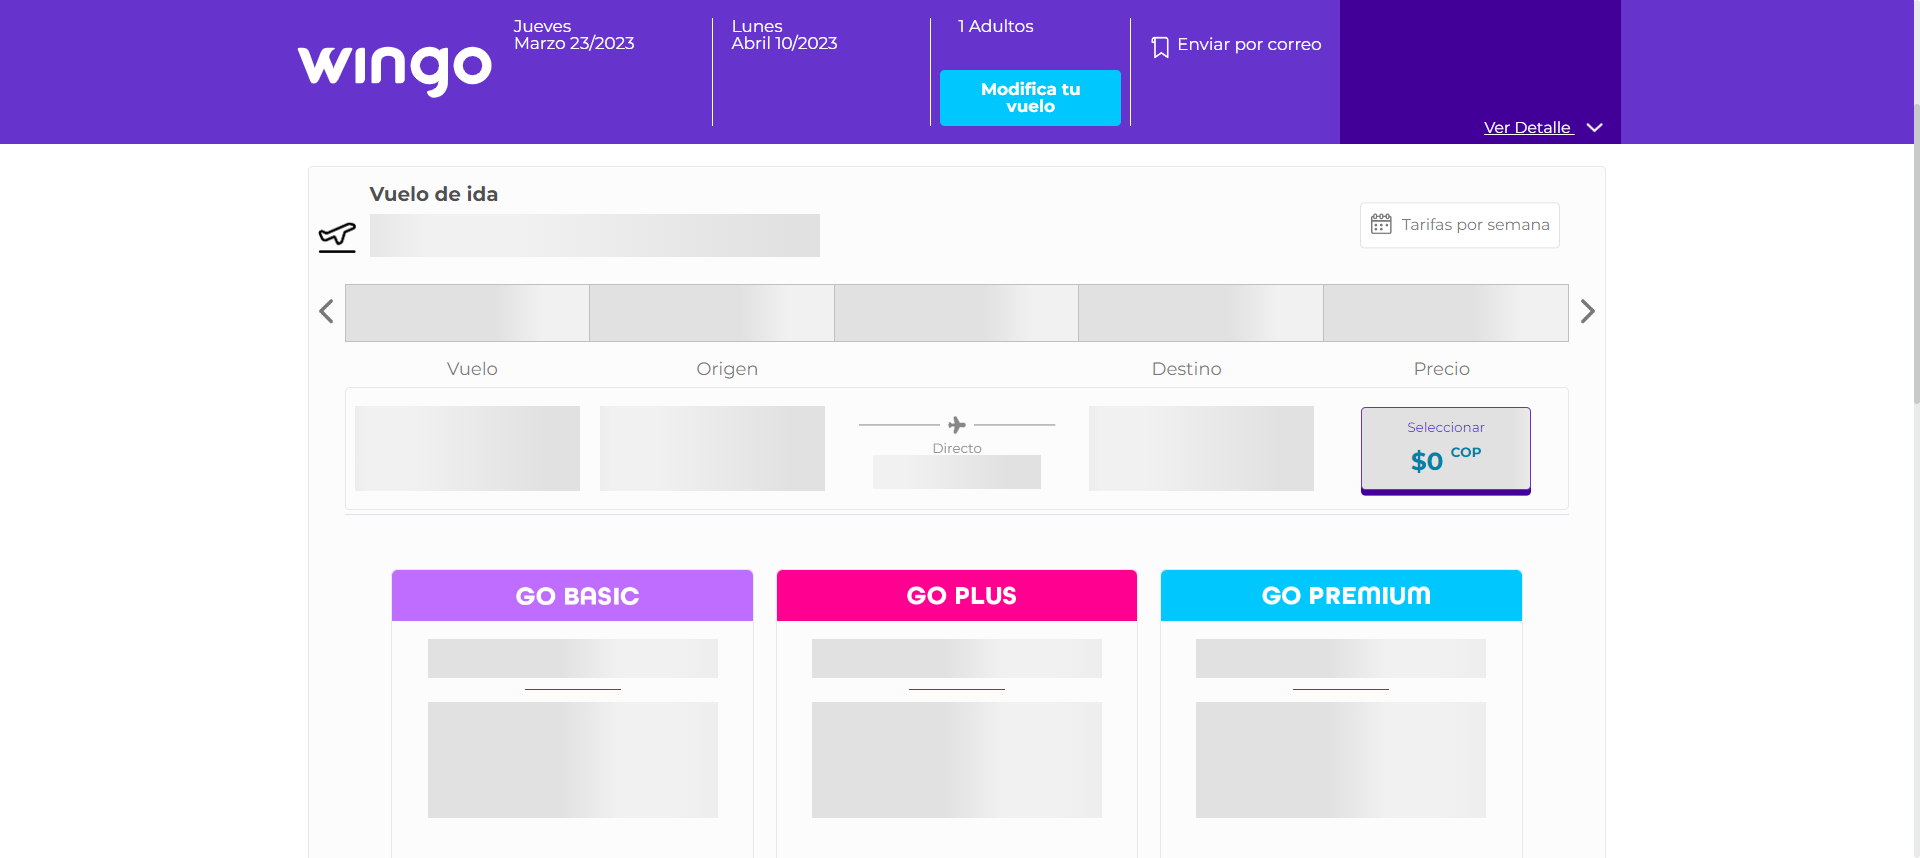 wingo
Jueves
Marzo 23/2023
Lunes
Abril 10/2023
1 Adultos
Modifica tu
vuelo
Enviar por correo
Ver Detalle
Vuelo de ida
Tarifas por semana
Vuelo
Origen
Destino
Precio
Directo
Seleccionar
$0 COP
GO BASIC
GO PLUS
GO PREMIUM